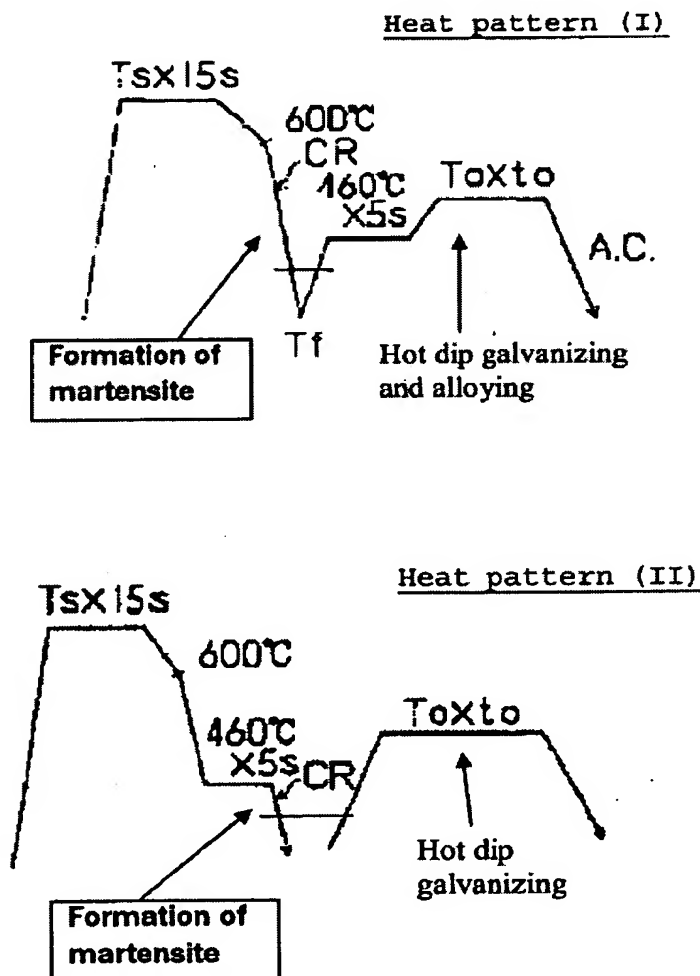 Heat pattern (I)
Ts×15s
600℃
CR
460℃
×5s
To×to
A.C.
Tf
Formation of
martensite
Hot dip galvanizing
and alloying
Heat pattern (II)
Ts×15s
600℃
460℃
×5s
CR
To×to
Hot dip
galvanizing
Formation of
martensite